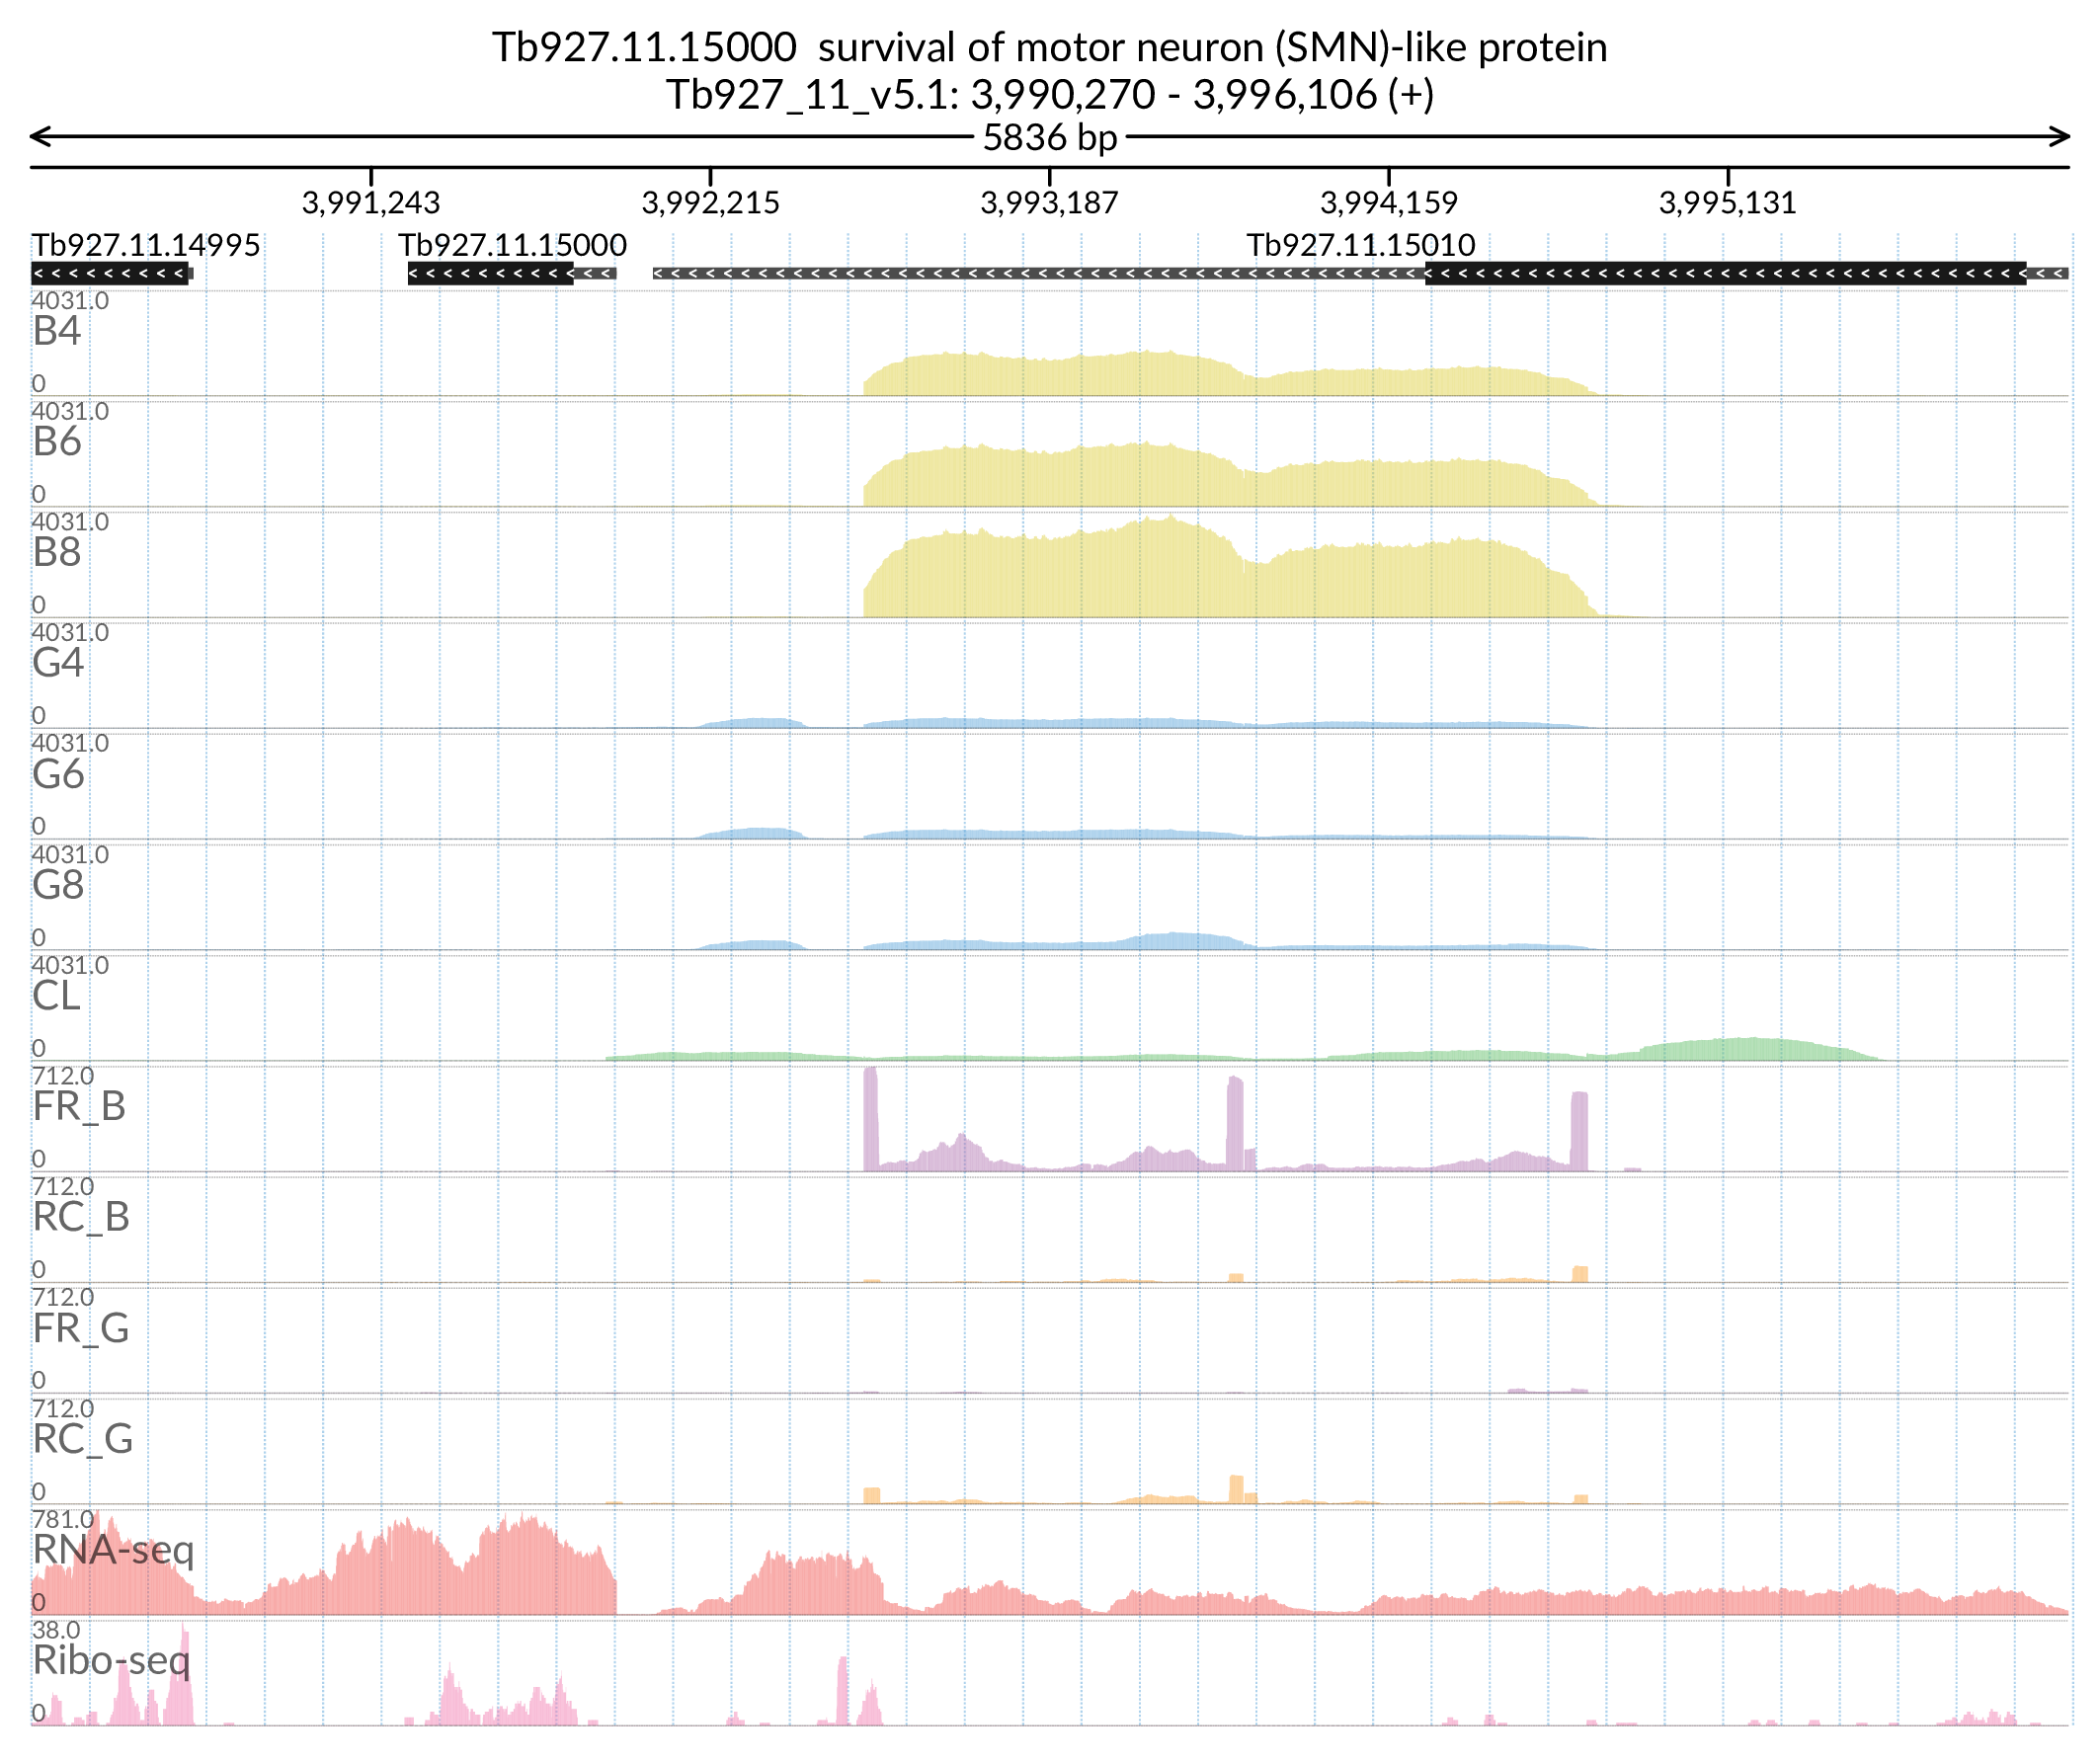 Tb927.11.15000  survival of motor neuron (SMN)-like protein
Tb927_11_v5.1: 3,990,270 - 3,996,106 (+)
5836 bp
3,991,243 3,992,215 3,993,187 3,994,159 3,995,131
Tb927.11.14995 Tb927.11.15000 Tb927.11.15010
4031.0
B4
0
4031.0
B6
0
4031.0
B8
0
4031.0
G4
0
4031.0
G6
0
4031.0
G8
0
4031.0
CL
0
712.0
FR_B
0
712.0
RC_B
0
712.0
FR_G
0
712.0
RC_G
0
781.0
RNA-seq
0
38.0
Ribo-seq
0